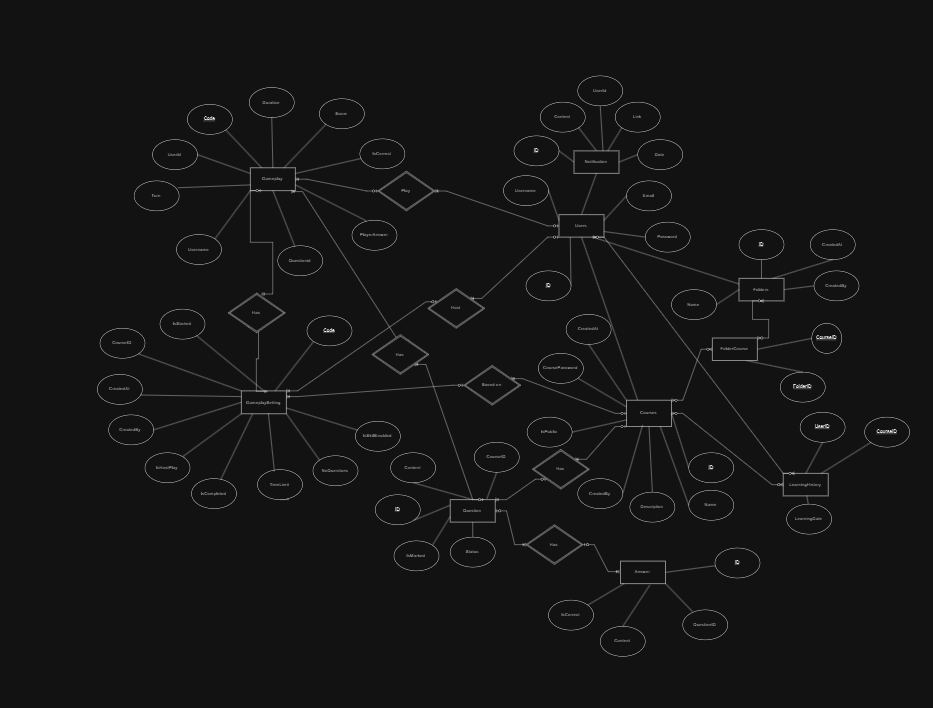 UserId
Duration
Code
Score
Content
Link
UserId
IsCorrect
ID
Date
Notification
Gameplay
Play
Username
Email
Turn
Users
Password
PlayerAnswer
Username
QuestionId
ID
CreatedAt
ID
Folders
CreatedBy
Name
Host
Has
IsStarted
Code
CreatedAt
CourseID
CourseID
FolderCourse
Has
CoursePassword
CreatedAt
Based on
FolderID
GameplaySetting
Courses
CreatedBy
UserID
CourseID
IsPublic
IsSkillEnabled
CourseID
Content
Has
ID
IsHostPlay
NoQuestions
TimeLimit
LearningHistory
IsCompleted
CreatedBy
Description
Name
ID
Question
LearningDate
Has
Status
IsMarked
ID
Answer
IsCorrect
QuestionID
Content